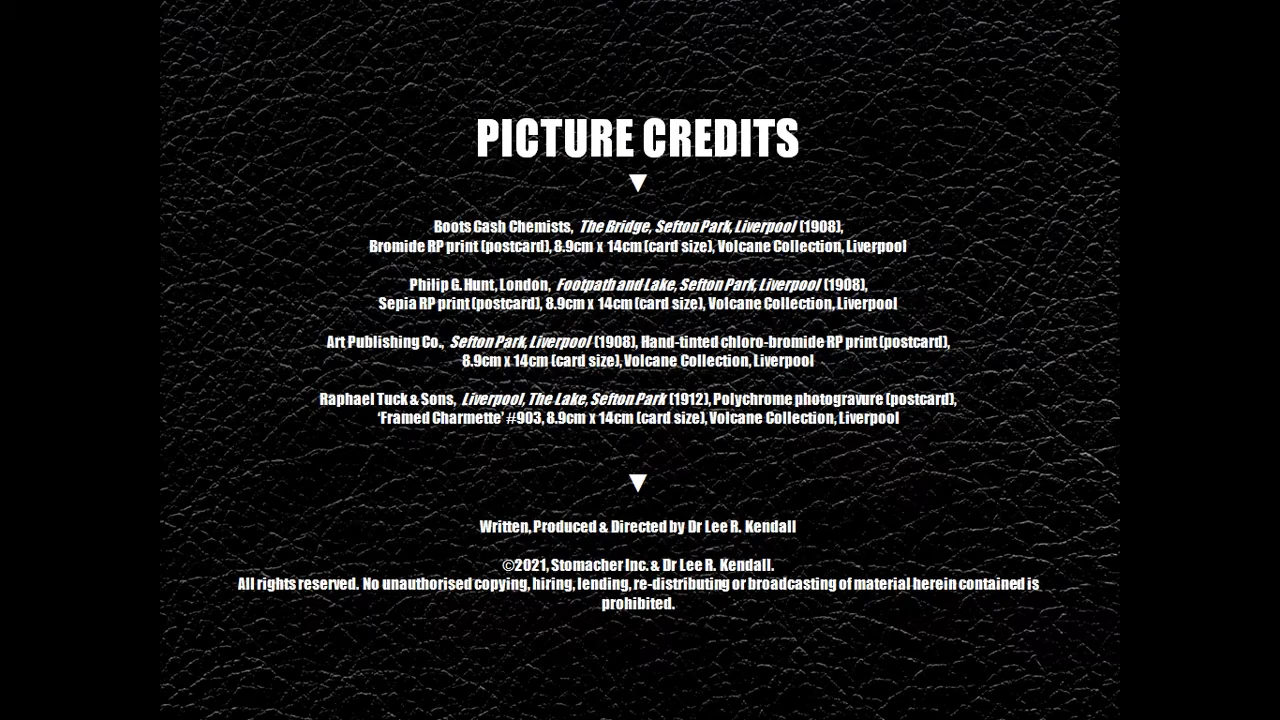 PICTURE CREDITS
▼
Boots Cash Chemists, The Bridge, Sefton Park, Liverpool (1908),
Bromide RP print (postcard), 8.9cm x 14cm (card size), Volcane Collection, Liverpool
Philip G. Hunt, London, Footpath and Lake, Sefton Park, Liverpool (1908),
Sepia RP print (postcard), 8.9cm x 14cm (card size), Volcane Collection, Liverpool
Art Publishing Co., Sefton Park, Liverpool (1908), Hand-tinted chloro-bromide RP print (postcard),
8.9cm x 14cm (card size), Volcane Collection, Liverpool
Raphael Tuck & Sons, Liverpool, The Lake, Sefton Park (1912), Polychrome photogravure (postcard),
‘Framed Charmette’ #903, 8.9cm x 14cm (card size), Volcane Collection, Liverpool
▼
Written, Produced & Directed by Dr Lee R. Kendall
©2021, Stomacher Inc. & Dr Lee R. Kendall.
All rights reserved. No unauthorised copying, hiring, lending, re-distributing or broadcasting of material herein contained is
prohibited.